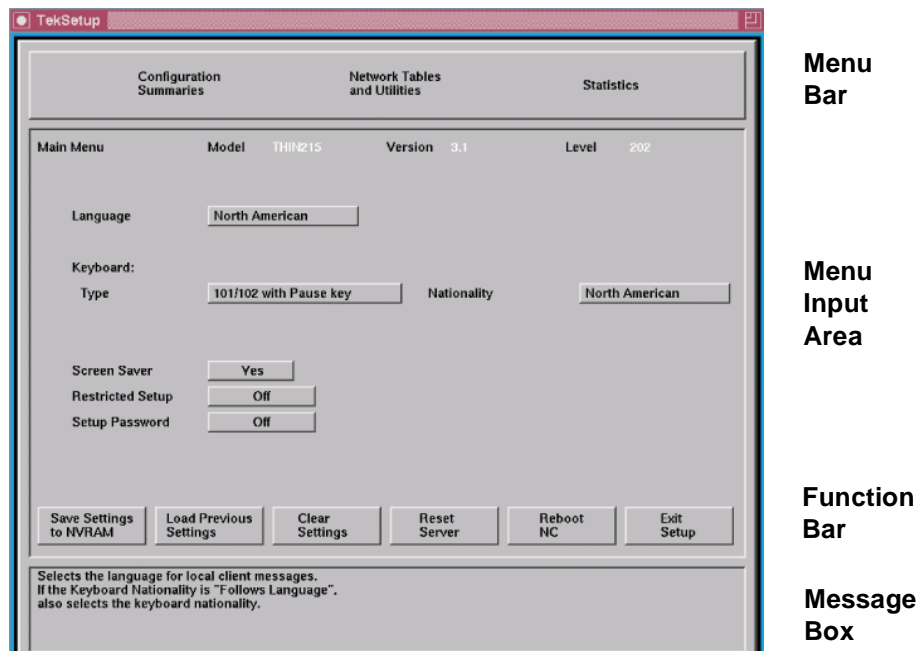 TekSetup
Configuration Summaries
Network Tables and Utilities
Statistics
Menu Bar
Main Menu Model THIN215 Version 3.1 Level 202
Language North American
Keyboard:
Type 101/102 with Pause key Nationality North American
Menu Input Area
Screen Saver Yes
Restricted Setup Off
Setup Password Off
Save Settings to NVRAM
Load Previous Settings
Clear Settings
Reset Server
Reboot NC
Exit Setup
Function Bar
Selects the language for local client messages.
If the Keyboard Nationality is "Follows Language",
also selects the keyboard nationality.
Message Box